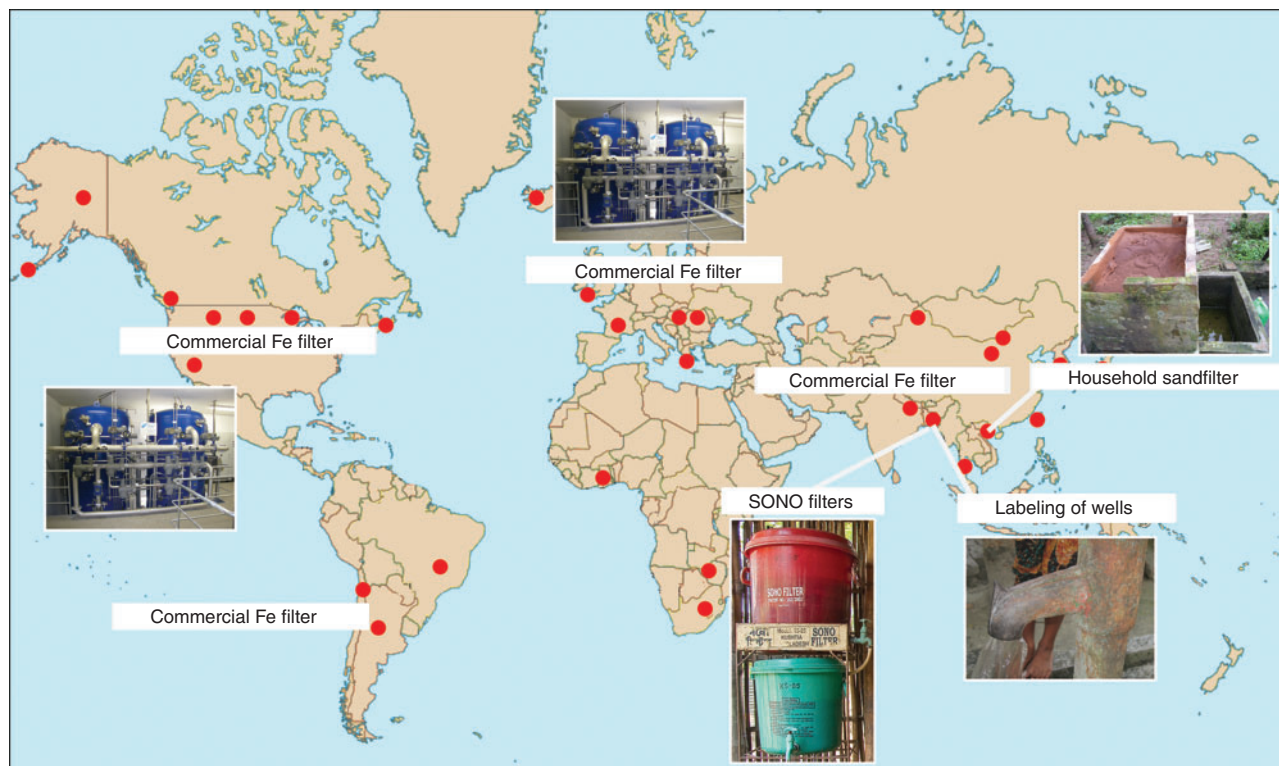 Commercial Fe filter
Commercial Fe filter
Commercial Fe filter
Household sandfilter
SONO filters
Labeling of wells
SONO FILTER
SONO
FILTER
Commercial Fe filter